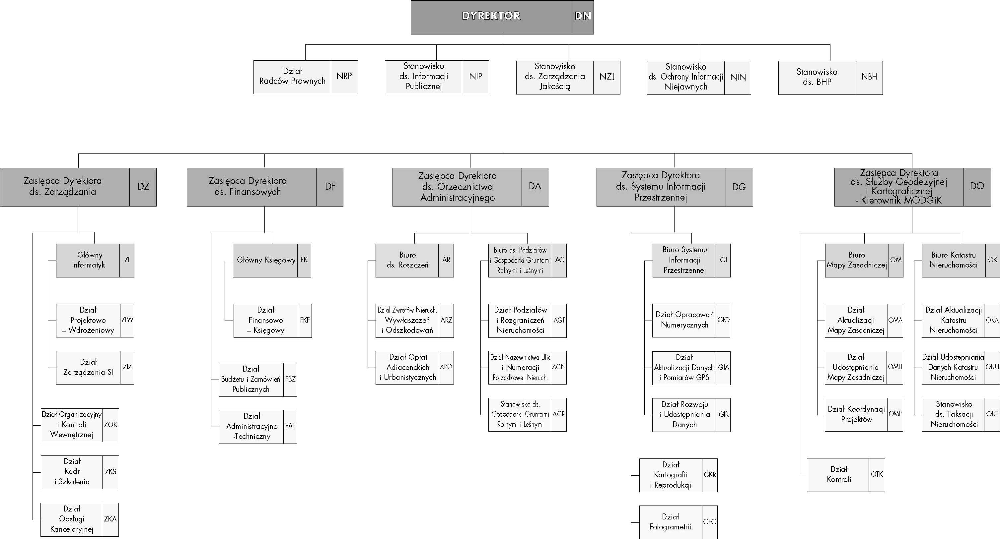 DYREKTOR DN
Dział
Radców Prawnych
NRP
Stanowisko
ds. Informacji
Publicznej
NIP
Stanowisko
ds. Zarządzania
Jakością
NZJ
Stanowisko
ds. Ochrony Informacji
Niejawnych
NIN
Stanowisko
ds. BHP
NBH
Zastępca Dyrektora
ds. Zarządzania
DZ
Zastępca Dyrektora
ds. Finansowych
DF
Zastępca Dyrektora
ds. Orzecznictwa
Administracyjnego
DA
Zastępca Dyrektora
ds. Systemu Informacji
Przestrzennej
DG
Zastępca Dyrektora
ds. Służby Geodezyjnej
i Kartograficznej
- Kierownik MODGiK
DO
Główny
Informatyk
ZI
Dział
Projektowo
– Wdrożeniowy
ZIW
Dział
Zarządzania SI
ZIZ
Dział Organizacyjny
i Kontroli
Wewnętrznej
ZOK
Dział
Kadr
i Szkolenia
ZKS
Dział
Obsługi
Kancelaryjnej
ZKA
Główny Księgowy
FK
Dział
Finansowo
– Księgowy
FKF
Dział
Budżetu i Zamówień
Publicznych
FBZ
Dział
Administracyjno
-Techniczny
FAT
Biuro
ds. Roszczeń
AR
Dział Zwrotów Nieruch.
Wywłaszczeń
i Odszkodowań
ARZ
Dział Opłat
Adiacenckich
i Urbanistycznych
ARO
Biuro ds. Podziałów
i Gospodarki Gruntami
Rolnymi i Leśnymi
AG
Dział Podziałów
i Rozgraniczeń
Nieruchomości
AGP
Dział Nazewnictwa Ulic
i Numeracji
Porządkowej Nieruch.
AGN
Stanowisko ds.
Gospodarki Gruntami
Rolnymi i Leśnymi
AGR
Biuro Systemu
Informacji
Przestrzennej
GI
Dział Opracowań
Numerycznych
GIO
Dział
Aktualizacji Danych
i Pomiarów GPS
GIA
Dział Rozwoju
i Udostępniania
Danych
GIR
Dział
Kartografii
i Reprodukcji
GKR
Dział
Fotogrametrii
GFG
Biuro
Mapy Zasadniczej
OM
Dział
Aktualizacji
Mapy Zasadniczej
OMA
Dział
Udostępniania
Mapy Zasadniczej
OMU
Dział Koordynacji
Projektów
OMP
Dział
Kontroli
OTK
Biuro Katastru
Nieruchomości
OK
Dział Aktualizacji
Katastru
Nieruchomości
OKA
Dział Udostępniania
Danych Katastru
Nieruchomości
OKU
Stanowisko
ds. Taksacji
Nieruchomości
OKT